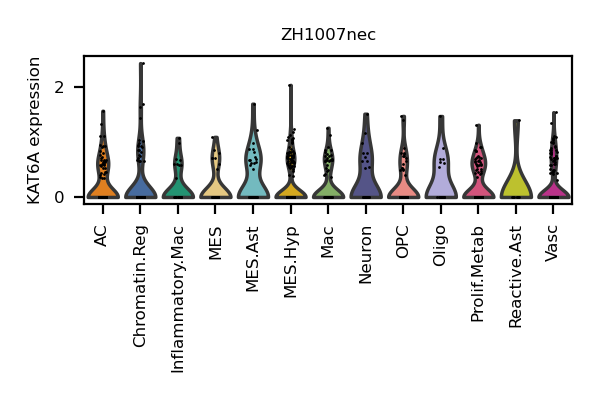 ZH1007nec
KAT6A expression
2
0
AC
Chromatin.Reg
Inflammatory.Mac
MES
MES.Ast
MES.Hyp
Mac
Neuron
OPC
Oligo
Prolif.Metab
Reactive.Ast
Vasc